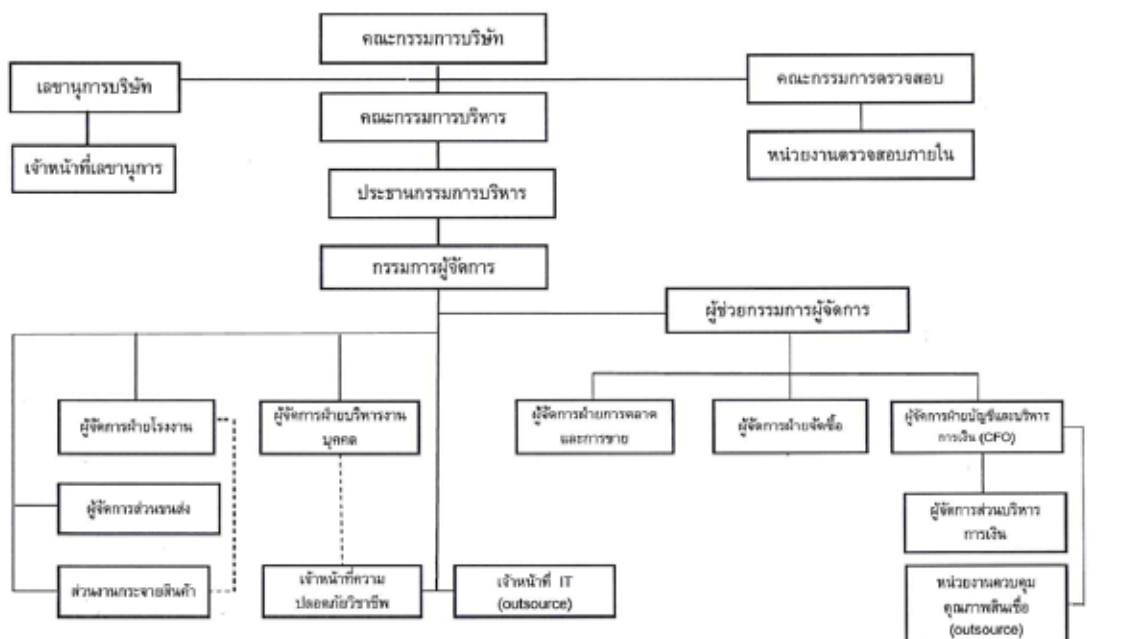 คณะกรรมการบริษัท
เลขานุการบริษัท
คณะกรรมการตรวจสอบ
คณะกรรมการบริหาร
เจ้าหน้าที่เลขานุการ
หน่วยงานตรวจสอบภายใน
ประธานกรรมการบริหาร
กรรมการผู้จัดการ
ผู้ช่วยกรรมการผู้จัดการ
ผู้จัดการฝ่ายโรงงาน
ผู้จัดการฝ่ายบริหารงาน
บุคคล
ผู้จัดการฝ่ายการตลาด
และการขาย
ผู้จัดการฝ่ายจัดซื้อ
ผู้จัดการฝ่ายบัญชีและบริหาร
การเงิน (CFO)
ผู้จัดการส่วนขนส่ง
ผู้จัดการส่วนบริหาร
การเงิน
ส่วนงานกระจายสินค้า
เจ้าหน้าที่ความ
ปลอดภัยวิชาชีพ
เจ้าหน้าที่ IT
(outsource)
หน่วยงานควบคุม
คุณภาพสินเชื่อ
(outsource)